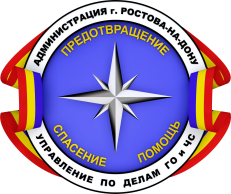 АДМИНИСТРАЦИЯ г. РОСТОВА-НА-ДОНУ
ПРЕДОТВРАЩЕНИЕ
СПАСЕНИЕ
ПОМОЩЬ
УПРАВЛЕНИЕ ПО ДЕЛАМ ГО и ЧС